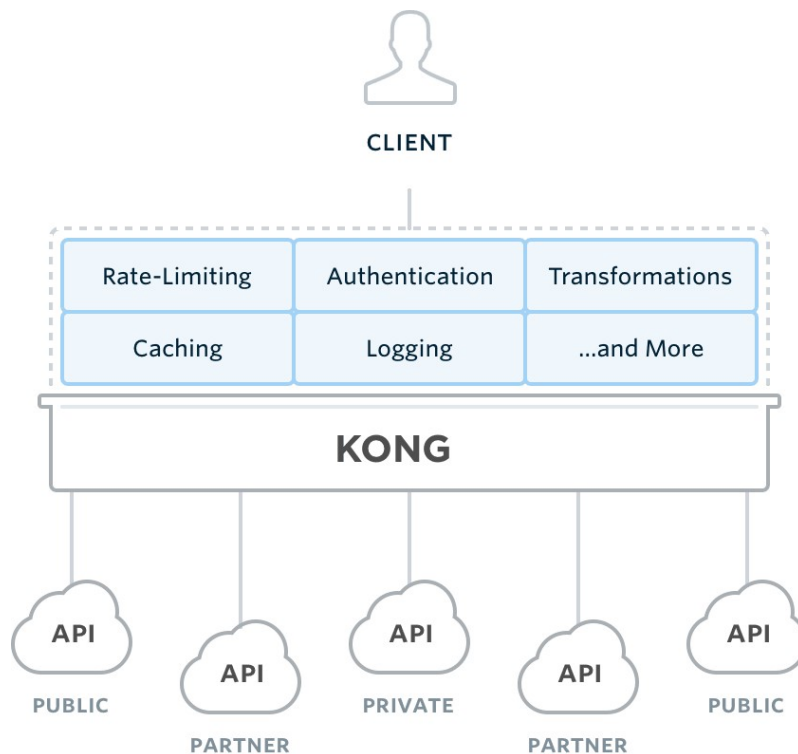 CLIENT
Rate-Limiting
Authentication
Transformations
Caching
Logging
...and More
KONG
API
API
API
API
API
PUBLIC
PRIVATE
PUBLIC
PARTNER
PARTNER